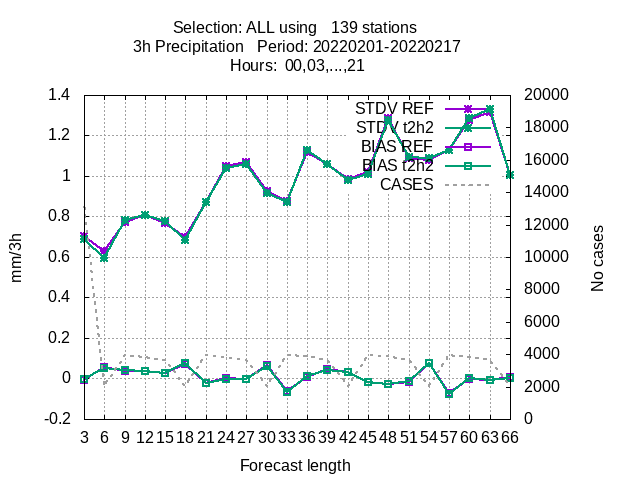 Selection: ALL using   139 stations
3h Precipitation   Period: 20220201-20220217
Hours:  00,03,...,21
STDV REF
STDV t2h2
BIAS REF
BIAS t2h2
CASES
1.4
1.2
1
0.8
0.6
0.4
0.2
0
-0.2
mm/3h
20000
18000
16000
14000
12000
10000
8000
6000
4000
2000
0
No cases
3 6 9 12 15 18 21 24 27 30 33 36 39 42 45 48 51 54 57 60 63 66
Forecast length